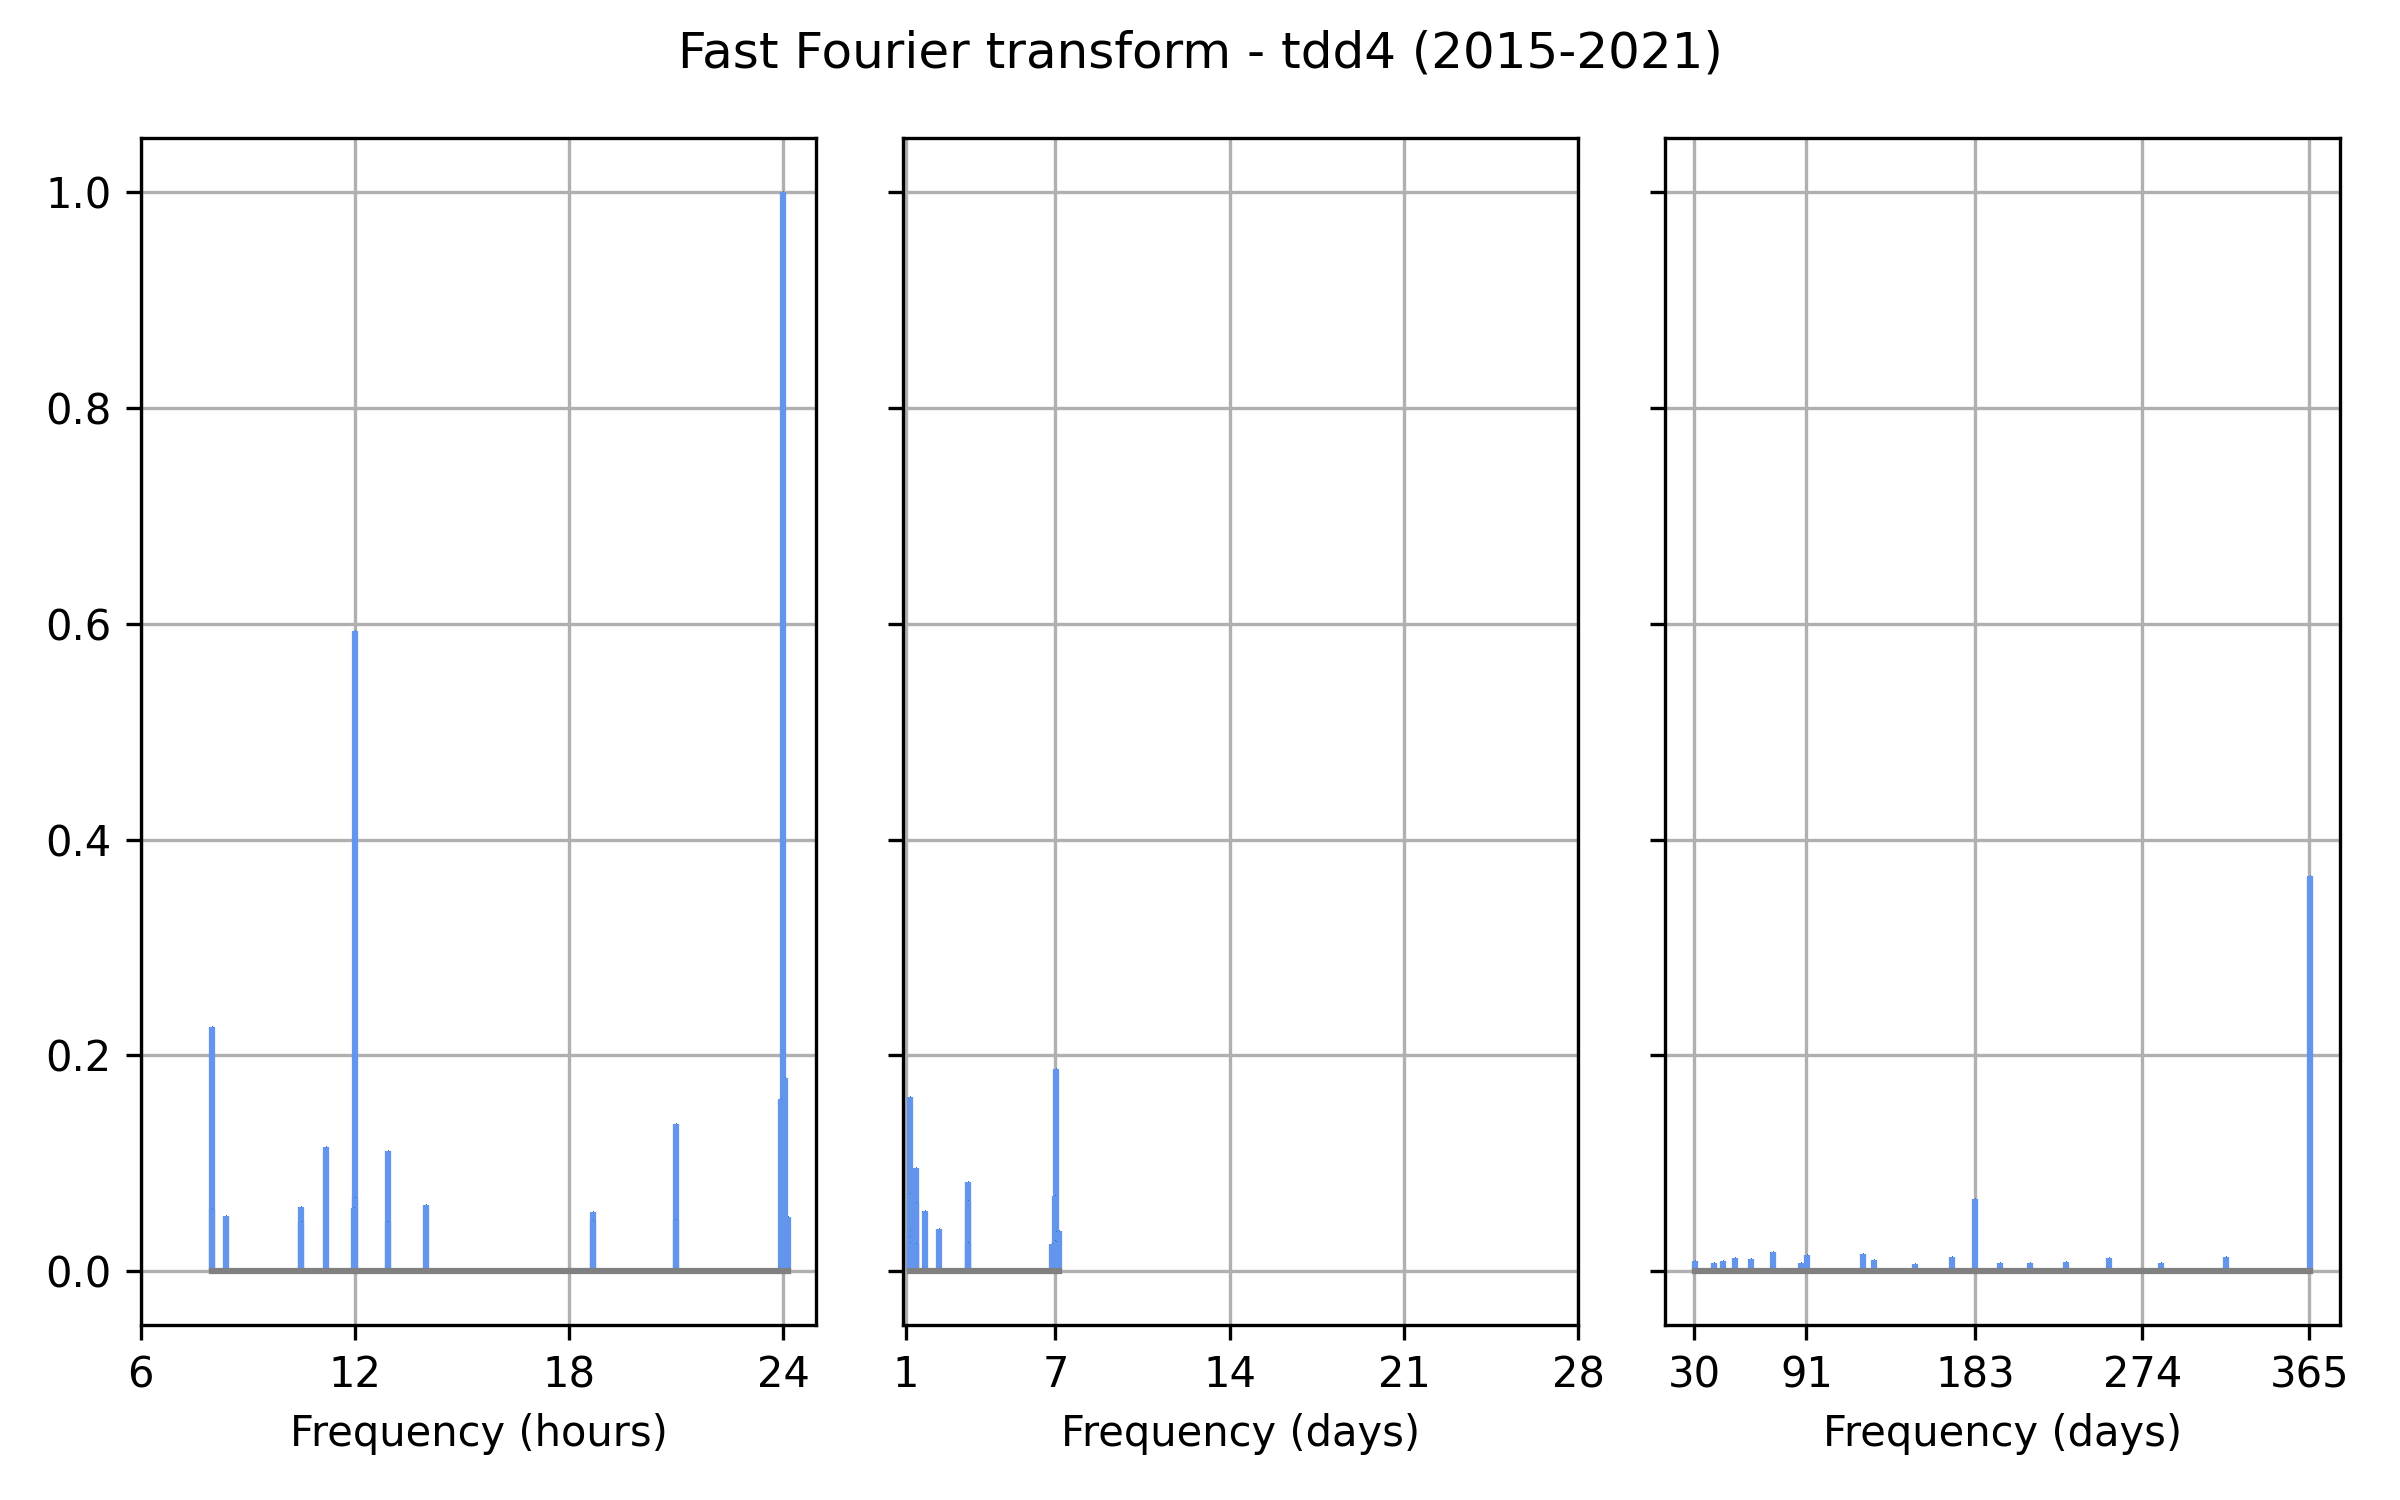 Fast Fourier transform - tdd4 (2015-2021)
1.0
0.8
0.6
0.4
0.2
0.0
6 12 18 24 1 7 14 21 28 30 91 183 274 365
Frequency (hours) Frequency (days) Frequency (days)